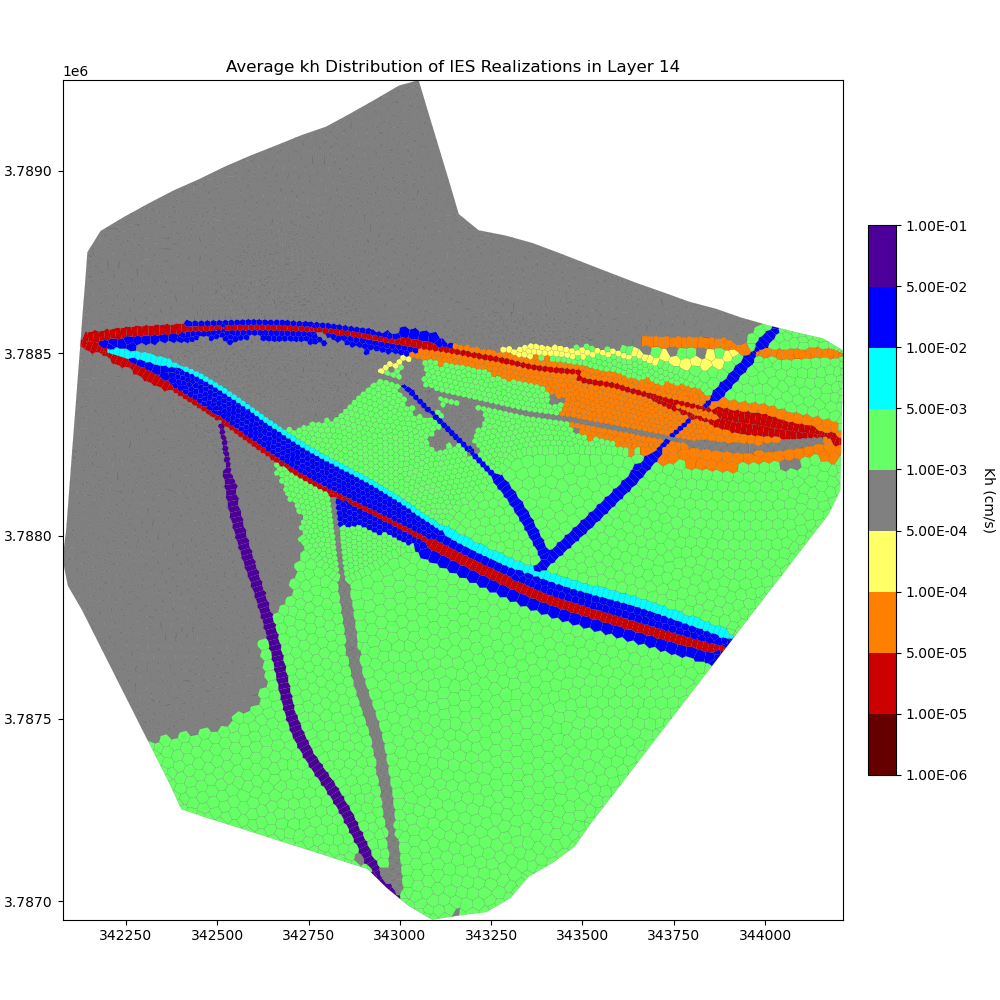 Average kh Distribution of IES Realizations in Layer 14
1e6
3.7890
3.7885
3.7880
3.7875
3.7870
342250 342500 342750 343000 343250 343500 343750 344000
1.00E-01
5.00E-02
1.00E-02
5.00E-03
1.00E-03
5.00E-04
1.00E-04
5.00E-05
1.00E-05
1.00E-06
Kh (cm/s)